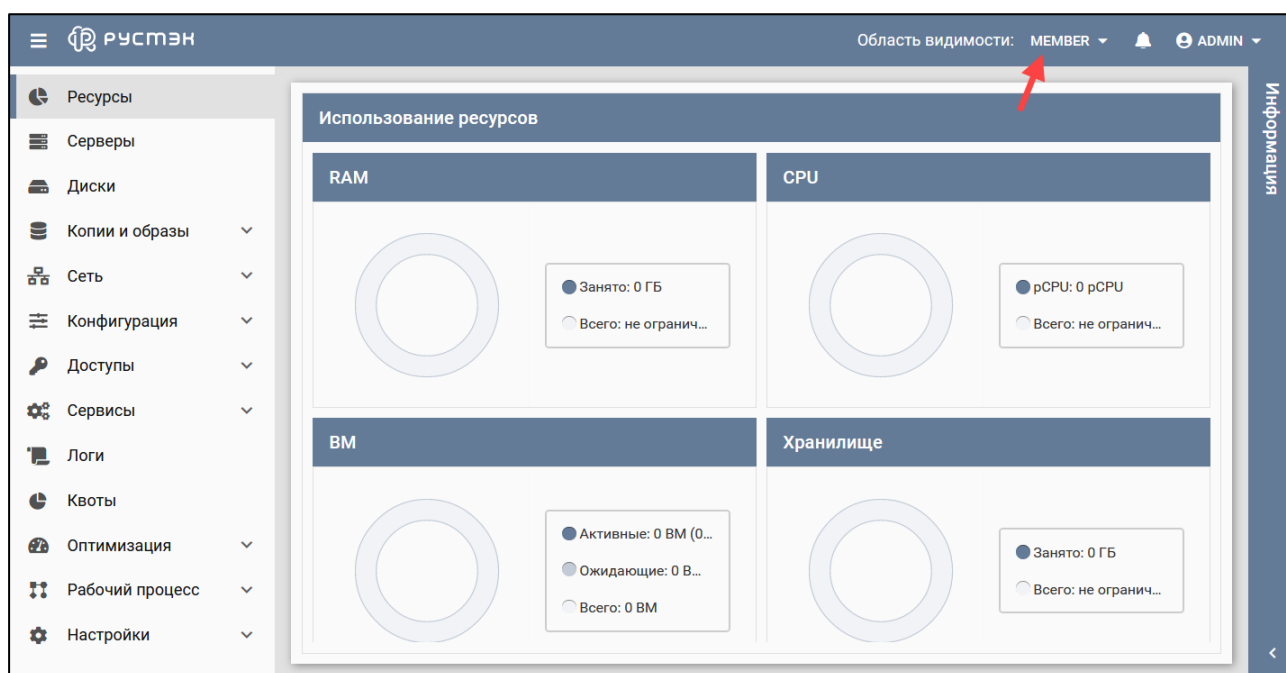 РУСТЭК
Область видимости: MEMBER
ADMIN
Ресурсы
Серверы
Диски
Копии и образы
Сеть
Конфигурация
Доступы
Сервисы
Логи
Квоты
Оптимизация
Рабочий процесс
Настройки
Использование ресурсов
RAM
Занято: 0 ГБ
Всего: не огранич...
CPU
pCPU: 0 pCPU
Всего: не огранич...
ВМ
Активные: 0 ВМ (0...
Ожидающие: 0 В...
Всего: 0 ВМ
Хранилище
Занято: 0 ГБ
Всего: не огранич...
Информация